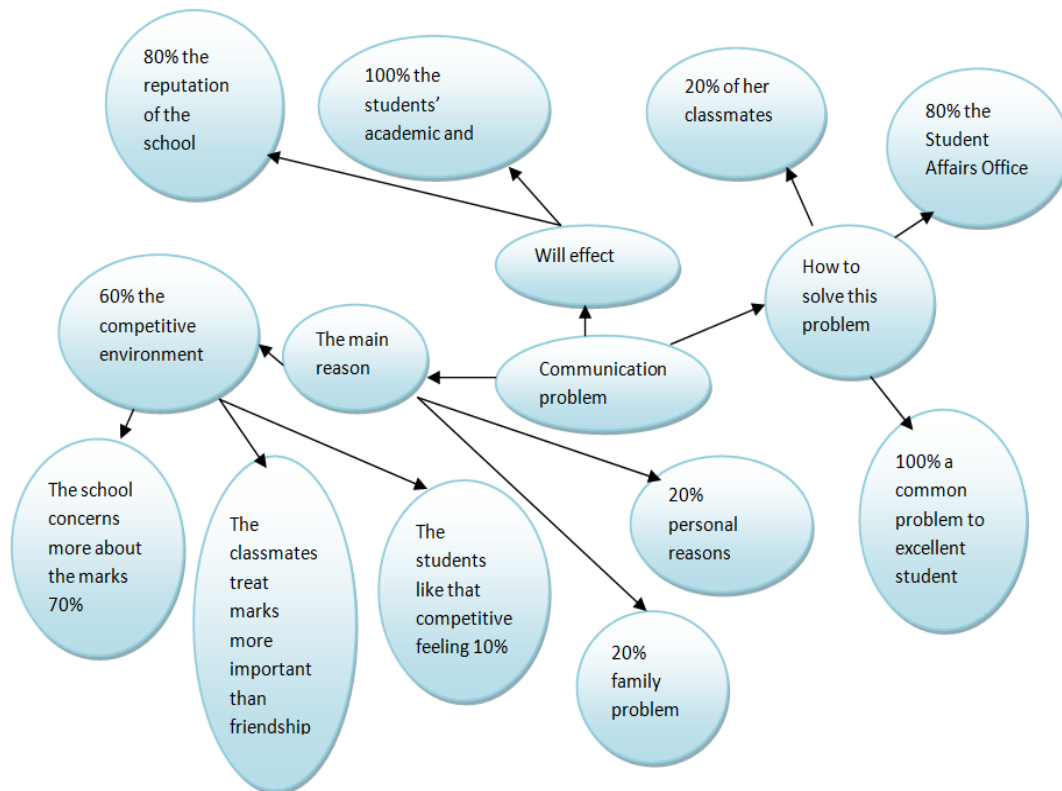 80% the
reputation
of the
school
100% the
students'
academic and
20% of her
classmates
80% the
Student
Affairs Office
Will effect
How to
solve this
problem
60% the
competitive
environment
The main
reason
Communication
problem
The school
concerns
more about
the marks
70%
The
classmates
treat
marks
more
important
than
friendship
The
students
like that
competitive
feeling 10%
20%
personal
reasons
100% a
common
problem to
excellent
student
20%
family
problem